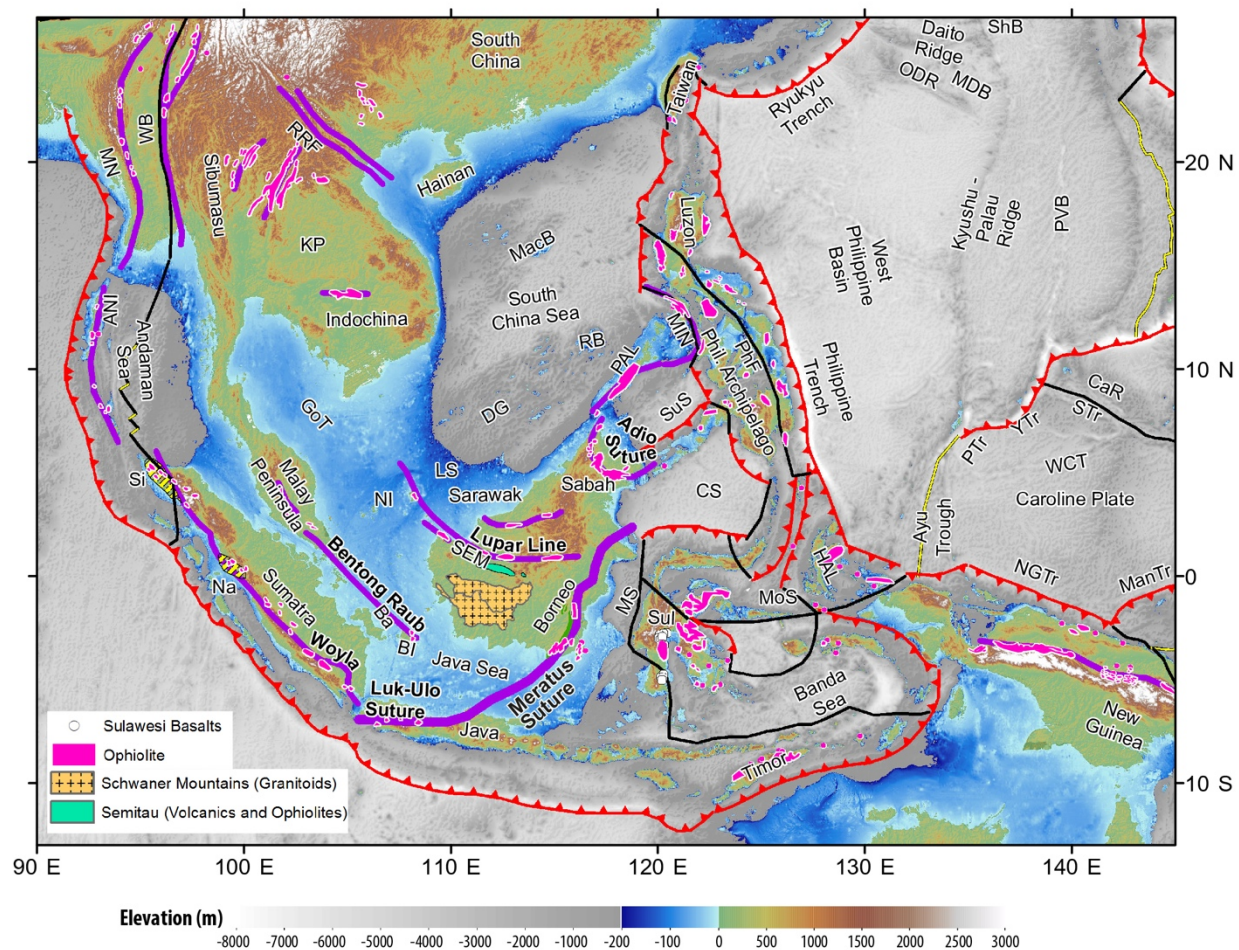 South
China
Daito
Ridge
ShB
ODR
MDB
Taiwan
Ryukyu
Trench
MN
WB
Sibumasu
RRF
Hainan
20 N
KP
MacB
Luzon
West
Philippine
Basin
Kyushu -
Palau
Ridge
PVB
Indochina
South
China Sea
RB
ANI
Andaman
Sea
MIN
PhF
Phil. Archipelago
Philippine
Trench
PAL
10 N
CaR
STr
YTr
PTr
GoT
DG
SuS
Adio
Suture
WCT
Caroline Plate
Si
Malay
Peninsula
NI
LS
Sarawak
Sabah
CS
Ayu
Trough
Lupar Line
SEM
HAL
Na
Sumatra
Bentong Raub
Ba
BI
Borneo
MS
Sul
MoS
NGTr
ManTr
0
Woyla
Java Sea
Luk-Ulo
Suture
Meratus
Suture
Banda
Sea
New
Guinea
Java
Timor
10 S
Sulawesi Basalts
Ophiolite
Schwaner Mountains (Granitoids)
Semitau (Volcanics and Ophiolites)
90 E
100 E
110 E
120 E
130 E
140 E
Elevation (m)
-8000 -7000 -6000 -5000 -4000 -3000 -2000 -1000 -200 -100 0 500 1000 1500 2000 2500 3000